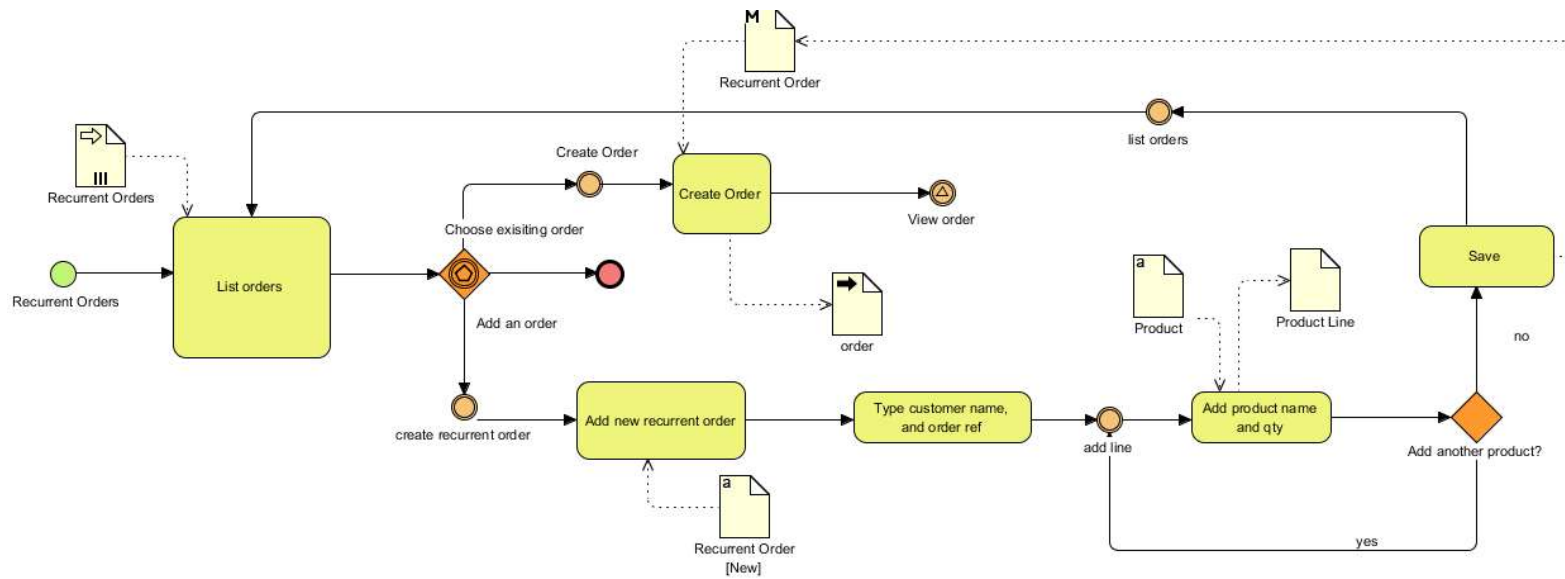 M
Recurrent Order
list orders
Recurrent Orders
Create Order
Create Order
View order
Choose exisiting order
Save
Recurrent Orders
List orders
a
Product
Product Line
Add an order
order
no
create recurrent order
Add new recurrent order
Type customer name,
and order ref
add line
Add product name
and qty
Add another product?
a
Recurrent Order
[New]
yes